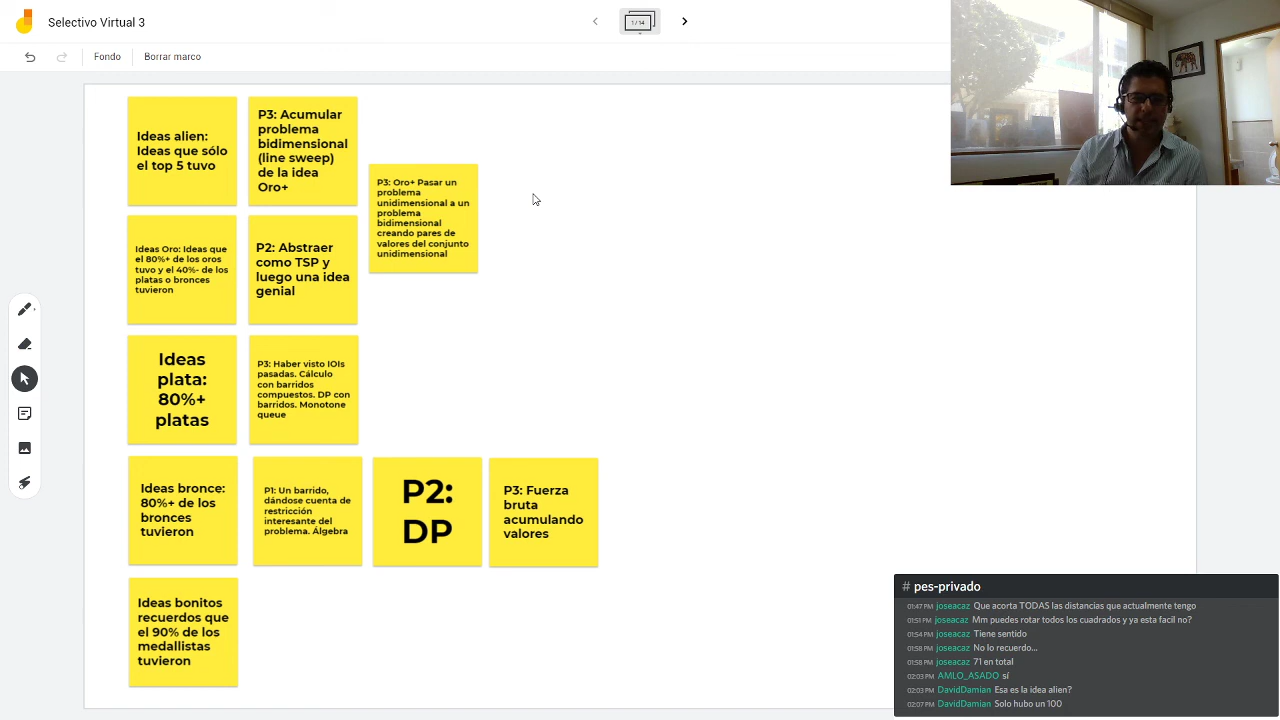 Selectivo Virtual 3
1 / 14
Fondo
Borrar marco
Ideas alien:
Ideas que sólo
el top 5 tuvo
P3: Acumular
problema
bidimensional
(line sweep)
de la idea
Oro+
P3: Oro+ Pasar un
problema
unidimensional a un
problema
bidimensional
creando pares de
valores del conjunto
unidimensional
Ideas Oro: Ideas que
el 80%+ de los oros
tuvo y el 40%- de los
platas o bronces
tuvieron
P2: Abstraer
como TSP y
luego una idea
genial
Ideas
plata:
80%+
platas
P3: Haber visto IOIs
pasadas. Cálculo
con barridos
compuestos. DP con
barridos. Monotone
queue
Ideas bronce:
80%+ de los
bronces
tuvieron
P1: Un barrido,
dándose cuenta de
restricción
interesante del
problema. Álgebra
P2:
DP
P3: Fuerza
bruta
acumulando
valores
Ideas bonitos
recuerdos que
el 90% de los
medallistas
tuvieron
# pes-privado
01:47 PM joseacaz Que acorta TODAS las distancias que actualmente tengo
01:51 PM joseacaz Mm puedes rotar todos los cuadrados y ya esta facil no?
01:54 PM joseacaz Tiene sentido
01:58 PM joseacaz No lo recuerdo...
01:58 PM joseacaz 71 en total
02:03 PM AMLO_ASADO sí
02:03 PM DavidDamian Esa es la idea alien?
02:07 PM DavidDamian Solo hubo un 100